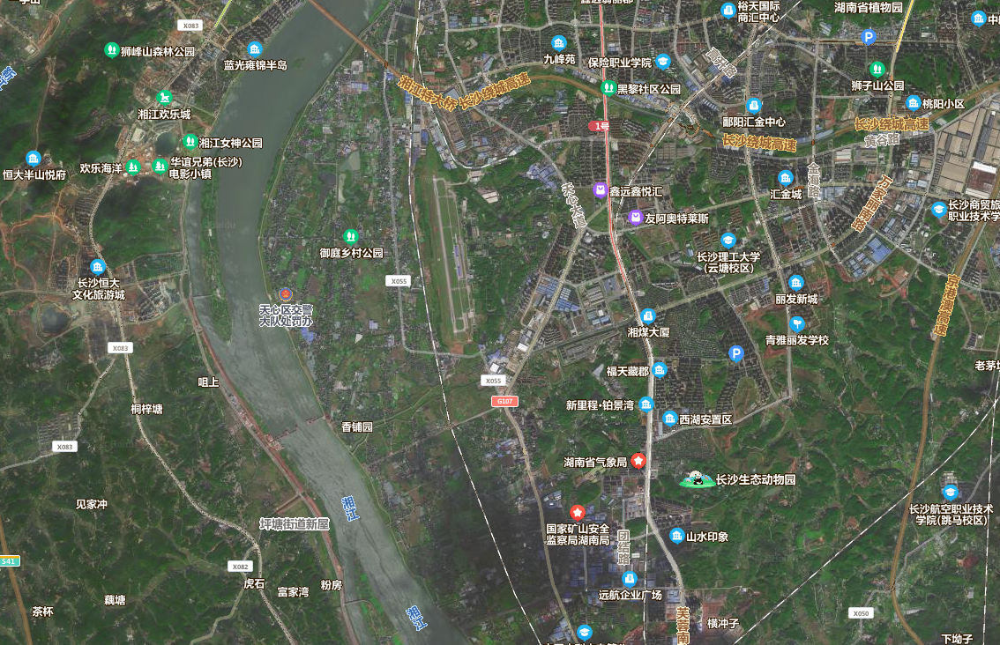 裕天国际
商汇中心
湖南省植物园
X083
狮峰山森林公园
蓝光雍锦半岛
九峰苑
保险职业学院
P
狮子山公园
湘江特大桥
长沙绕城高速
黑黎社区公园
湘江欢乐城
鄱阳汇金中心
桃阳小区
1号
长沙绕城高速
长沙绕城高速
黄谷路
湘江女神公园
恒大半山悦府
欢乐海洋
华谊兄弟(长沙)
电影小镇
天心大道
鑫远鑫悦汇
汇金城
友阿奥特莱斯
长沙商贸旅
职业技术学
御庭乡村公园
长沙理工大学
(云塘校区)
长沙恒大
文化旅游城
X055
丽发新城
天心区交警
大队处罚办
京港澳高速
湘煤大厦
青雅丽发学校
X083
P
福天藏郡
咀上
X055
G107
新里程·铂景湾
桐梓塘
西湖安置区
香铺园
X083
湖南省气象局
长沙生态动物园
见家冲
湘江
国家矿山安全
监察局湖南局
长沙航空职业技术
学院(跳马校区)
坪塘街道新屋
团结路
山水印象
S41
X082
虎石
富家湾
粉房
远航企业广场
藕塘
茶杯
湘江
芙蓉南
横冲子
X050
下坳子